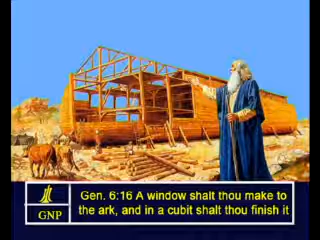 Gen. 6:16 A window shalt thou make to
the ark, and in a cubit shalt thou finish it
GNP